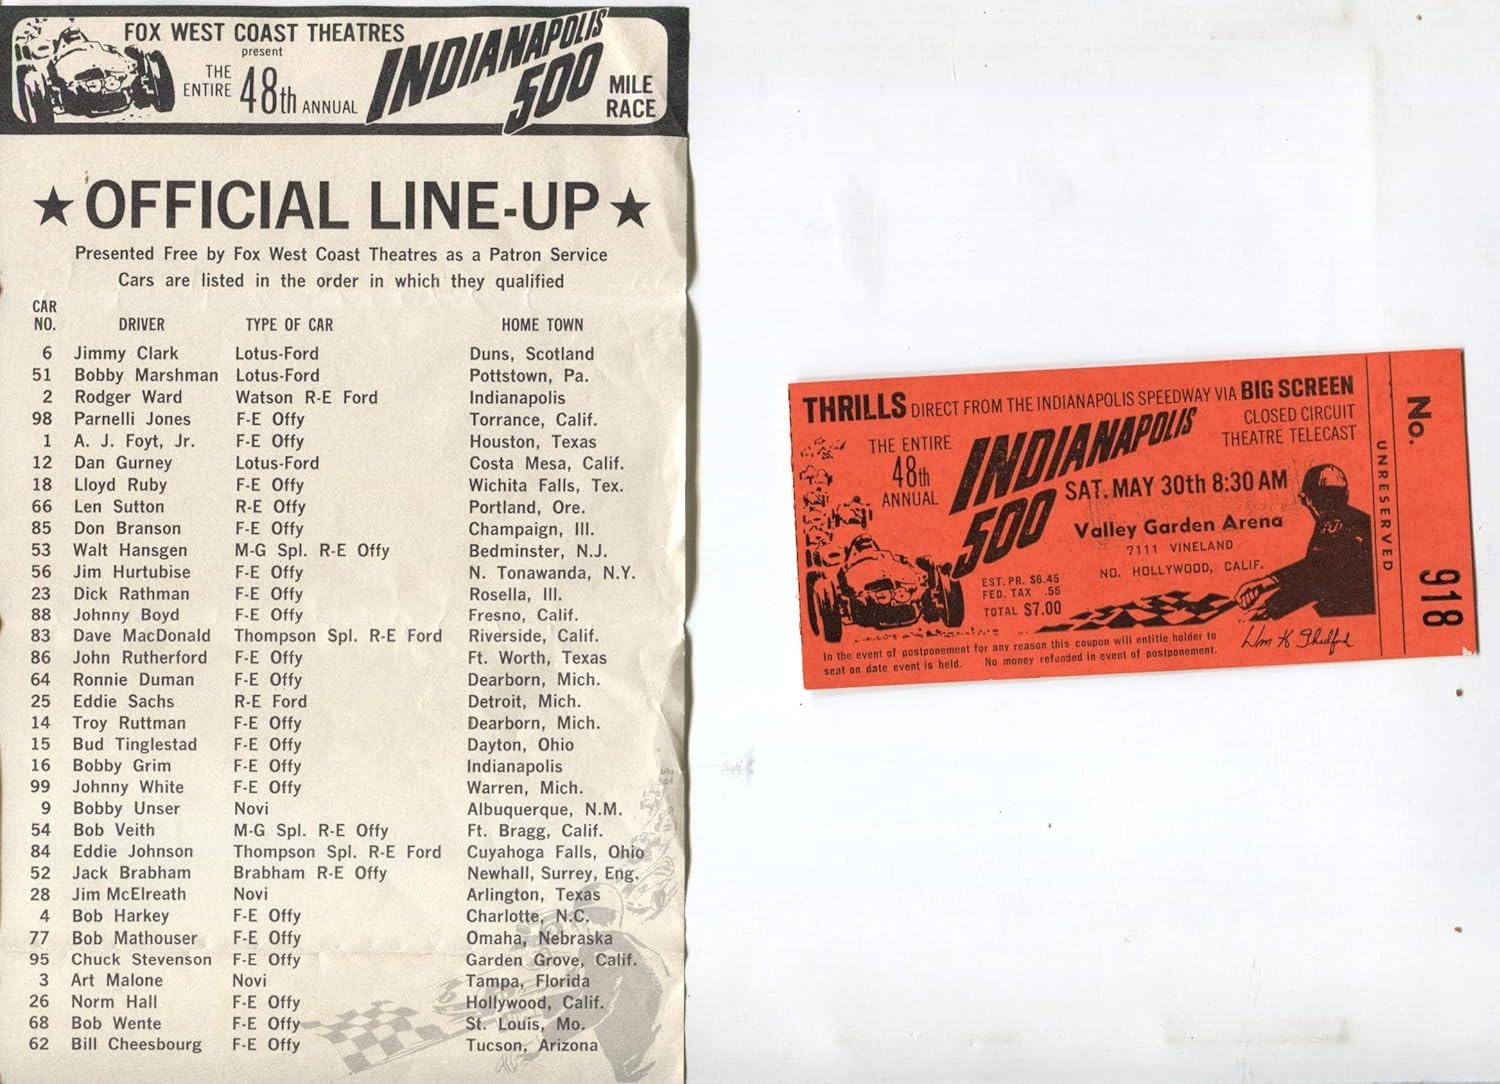 FOX WEST COAST THEATRES
present
THE ENTIRE 48th ANNUAL INDIANAPOLIS 500 MILE RACE
★ OFFICIAL LINE-UP ★
Presented Free by Fox West Coast Theatres as a Patron Service
Cars are listed in the order in which they qualified
CAR NO. DRIVER TYPE OF CAR HOME TOWN
6 Jimmy Clark Lotus-Ford Duns, Scotland
51 Bobby Marshman Lotus-Ford Pottstown, Pa.
2 Rodger Ward Watson R-E Ford Indianapolis
98 Parnelli Jones F-E Offy Torrance, Calif.
1 A. J. Foyt, Jr. F-E Offy Houston, Texas
12 Dan Gurney Lotus-Ford Costa Mesa, Calif.
18 Lloyd Ruby F-E Offy Wichita Falls, Tex.
66 Len Sutton R-E Offy Portland, Ore.
85 Don Branson F-E Offy Champaign, Ill.
53 Walt Hansgen M-G Spl. R-E Offy Bedminster, N.J.
56 Jim Hurtubise F-E Offy N. Tonawanda, N.Y.
23 Dick Rathman F-E Offy Rosella, Ill.
88 Johnny Boyd F-E Offy Fresno, Calif.
83 Dave MacDonald Thompson Spl. R-E Ford Riverside, Calif.
86 John Rutherford F-E Offy Ft. Worth, Texas
64 Ronnie Duman F-E Offy Dearborn, Mich.
25 Eddie Sachs R-E Ford Detroit, Mich.
14 Troy Ruttman F-E Offy Dearborn, Mich.
15 Bud Tinglestad F-E Offy Dayton, Ohio
16 Bobby Grim F-E Offy Indianapolis
99 Johnny White F-E Offy Warren, Mich.
9 Bobby Unser Novi Albuquerque, N.M.
54 Bob Veith M-G Spl. R-E Offy Ft. Bragg, Calif.
84 Eddie Johnson Thompson Spl. R-E Ford Cuyahoga Falls, Ohio
52 Jack Brabham Brabham R-E Offy Newhall, Surrey, Eng.
28 Jim McElreath Novi Arlington, Texas
4 Bob Harkey F-E Offy Charlotte, N.C.
77 Bob Mathouser F-E Offy Omaha, Nebraska
95 Chuck Stevenson F-E Offy Garden Grove, Calif.
3 Art Malone Novi Tampa, Florida
26 Norm Hall F-E Offy Hollywood, Calif.
68 Bob Wente F-E Offy St. Louis, Mo.
62 Bill Cheesbourg F-E Offy Tucson, Arizona
THRILLS DIRECT FROM THE INDIANAPOLIS SPEEDWAY VIA BIG SCREEN
CLOSED CIRCUIT
THEATRE TELECAST
THE ENTIRE
48th
ANNUAL
INDIANAPOLIS
500
SAT. MAY 30th 8:30 AM
Valley Garden Arena
7111 VINELAND
NO. HOLLYWOOD, CALIF.
EST. PR. $6.45
FED. TAX .55
TOTAL $7.00
In the event of postponement for any reason this coupon will entitle holder to
seat on date event is held. No money refunded in event of postponement.
UNRESERVED
No. 918